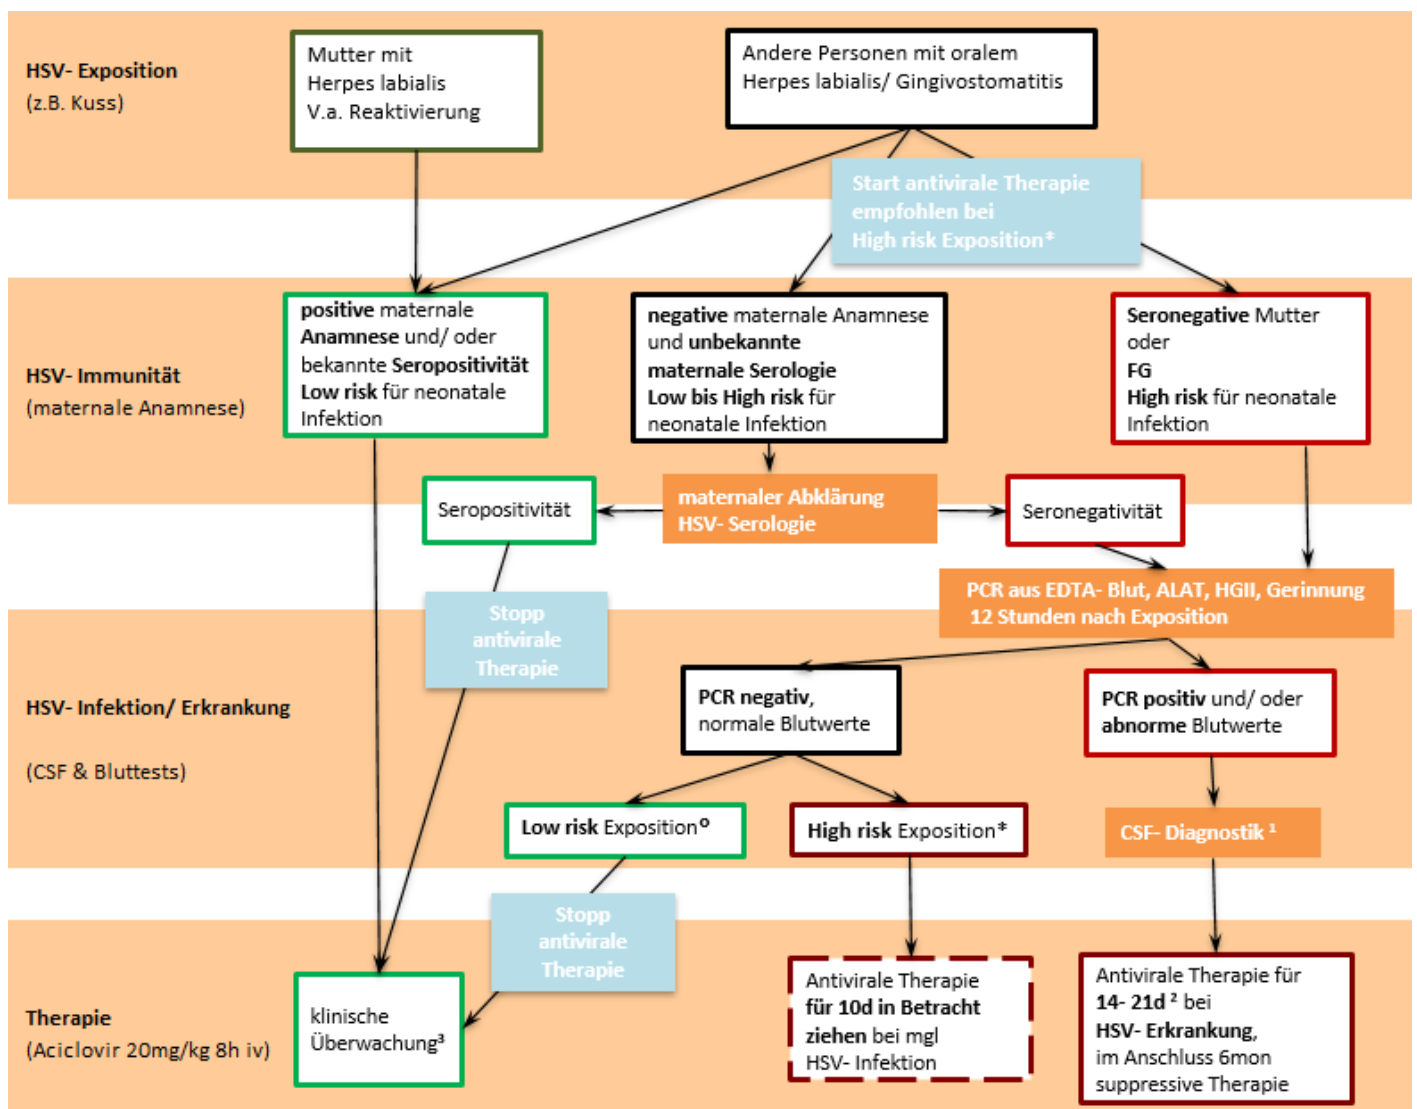 HSV- Exposition
(z.B. Kuss)
Mutter mit
Herpes labialis
V.a. Reaktivierung
Andere Personen mit oralem
Herpes labialis/ Gingivostomatitis
Start antivirale Therapie
empfohlen bei
High risk Exposition*
HSV- Immunität
(maternale Anamnese)
positive maternale
Anamnese und/ oder
bekannte Seropositivität
Low risk für neonatale
Infektion
negative maternale Anamnese
und unbekannte
maternale Serologie
Low bis High risk für
neonatale Infektion
Seronegative Mutter
oder
FG
High risk für neonatale
Infektion
Seropositivität
maternaler Abklärung
HSV- Serologie
Seronegativität
PCR aus EDTA- Blut, ALAT, HGII, Gerinnung
12 Stunden nach Exposition
Stopp
antivirale
Therapie
HSV- Infektion/ Erkrankung
(CSF & Bluttests)
PCR negativ,
normale Blutwerte
PCR positiv und/ oder
abnorme Blutwerte
Low risk Exposition°
High risk Exposition*
CSF- Diagnostik ¹
Stopp
antivirale
Therapie
Therapie
(Aciclovir 20mg/kg 8h iv)
klinische
Überwachung³
Antivirale Therapie
für 10d in Betracht
ziehen bei mgl
HSV- Infektion
Antivirale Therapie für
14- 21d ² bei
HSV- Erkrankung,
im Anschluss 6mon
suppressive Therapie